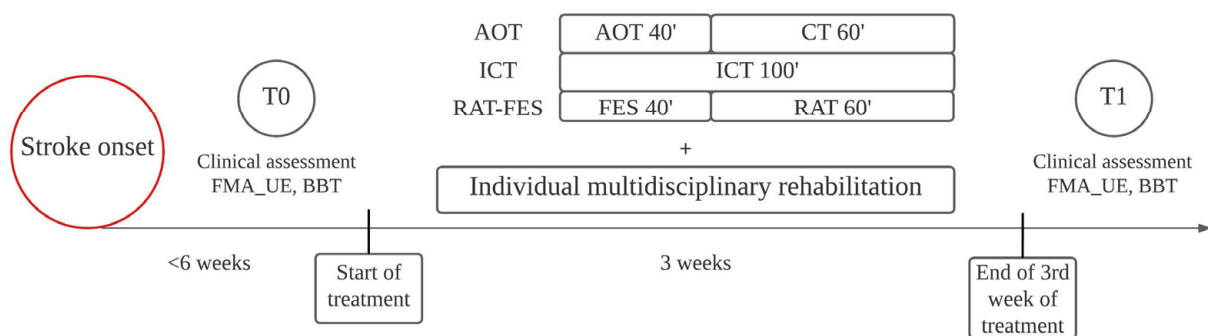 Stroke onset
T0
Clinical assessment
FMA_UE, BBT
AOT
AOT 40'
CT 60'
ICT
ICT 100'
RAT-FES
FES 40'
RAT 60'
+
Individual multidisciplinary rehabilitation
T1
Clinical assessment
FMA_UE, BBT
<6 weeks
Start of
treatment
3 weeks
End of 3rd
week of
treatment